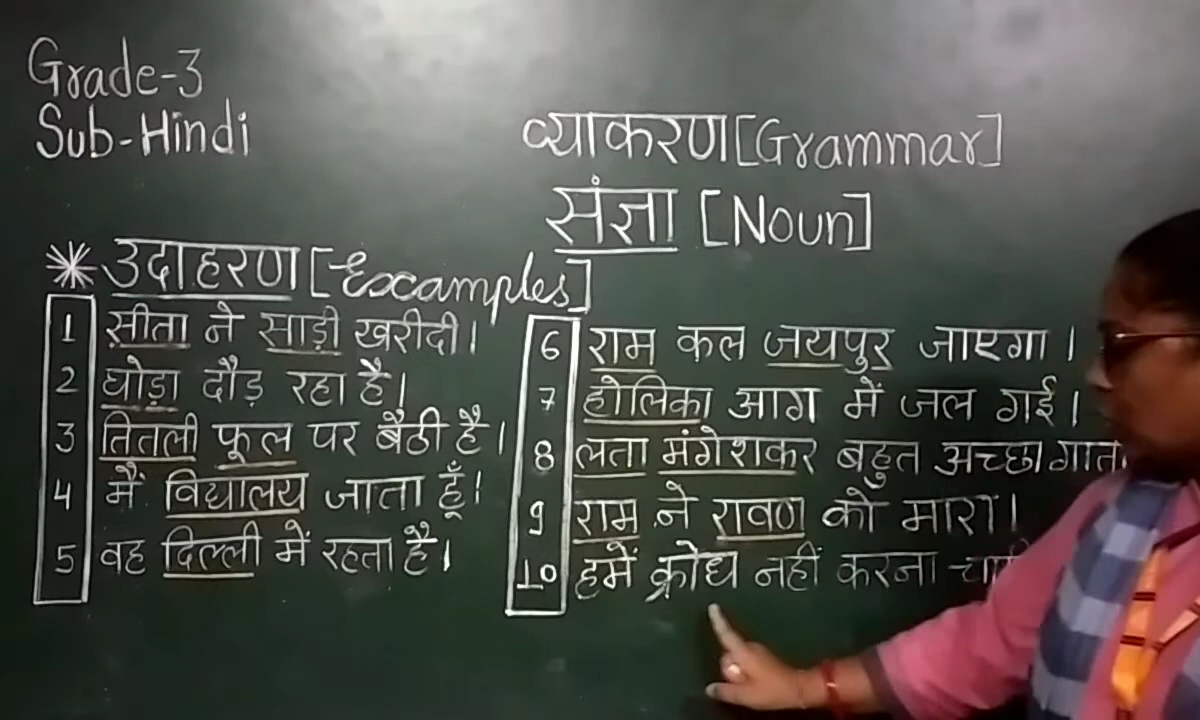 Grade-3
Sub-Hindi
व्याकरण [Grammar]
संज्ञा [Noun]
उदाहरण [Examples]
1 सीता ने साड़ी खरीदी।
2 घोड़ा दौड़ रहा है।
3 तितली फूल पर बैठी है।
4 मैं विद्यालय जाता हूँ।
5 वह दिल्ली में रहता है।
6 राम कल जयपुर जाएगा।
7 होलिका आग में जल गई।
8 लता मंगेशकर बहुत अच्छा
9 राम ने रावण को मारा।
10 हमें क्रोध नहीं करना